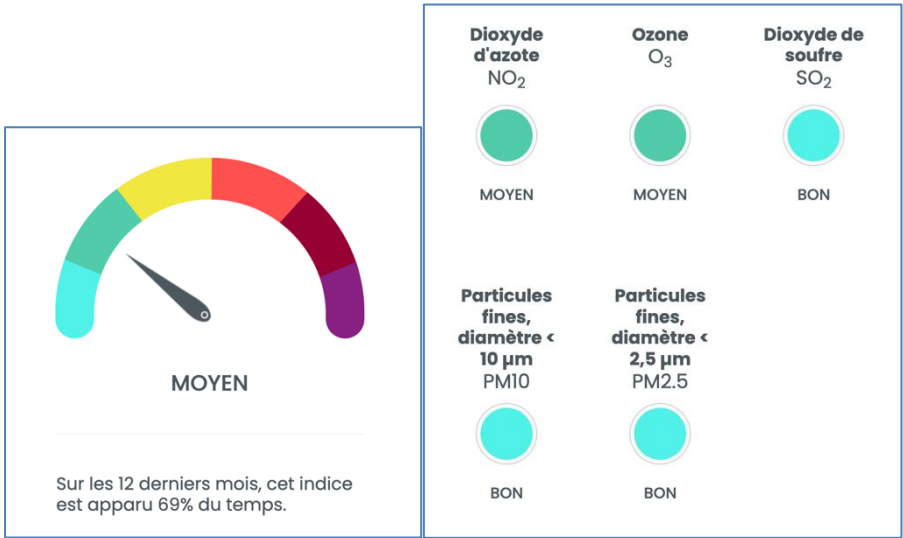 MOYEN
Sur les 12 derniers mois, cet indice
est apparu 69% du temps.
Dioxyde
d'azote
NO₂
MOYEN
Ozone
O₃
MOYEN
Dioxyde de
soufre
SO₂
BON
Particules
fines,
diamètre <
10 µm
PM10
BON
Particules
fines,
diamètre <
2,5 µm
PM2.5
BON